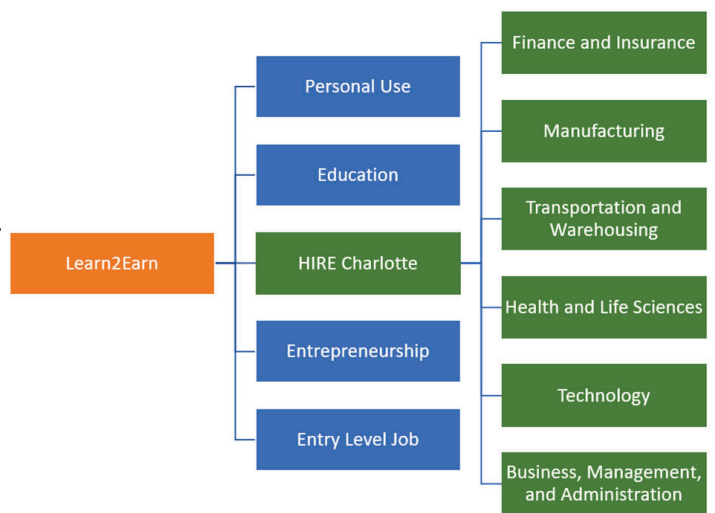 Learn2Earn
Personal Use
Education
HIRE Charlotte
Entrepreneurship
Entry Level Job
Finance and Insurance
Manufacturing
Transportation and
Warehousing
Health and Life Sciences
Technology
Business, Management,
and Administration